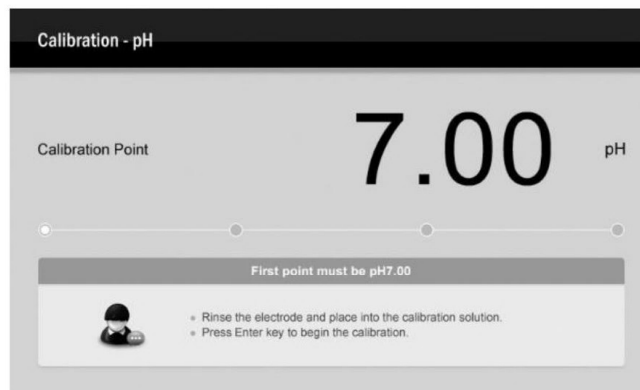 Calibration - pH
Calibration Point 7.00 pH
First point must be pH7.00
Rinse the electrode and place into the calibration solution.
Press Enter key to begin the calibration.